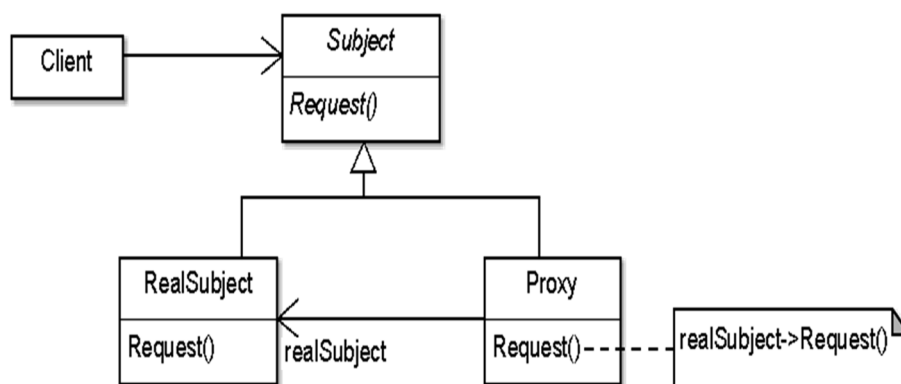 Client
Subject
Request()
RealSubject
Request()
realSubject
Proxy
Request()
realSubject->Request()